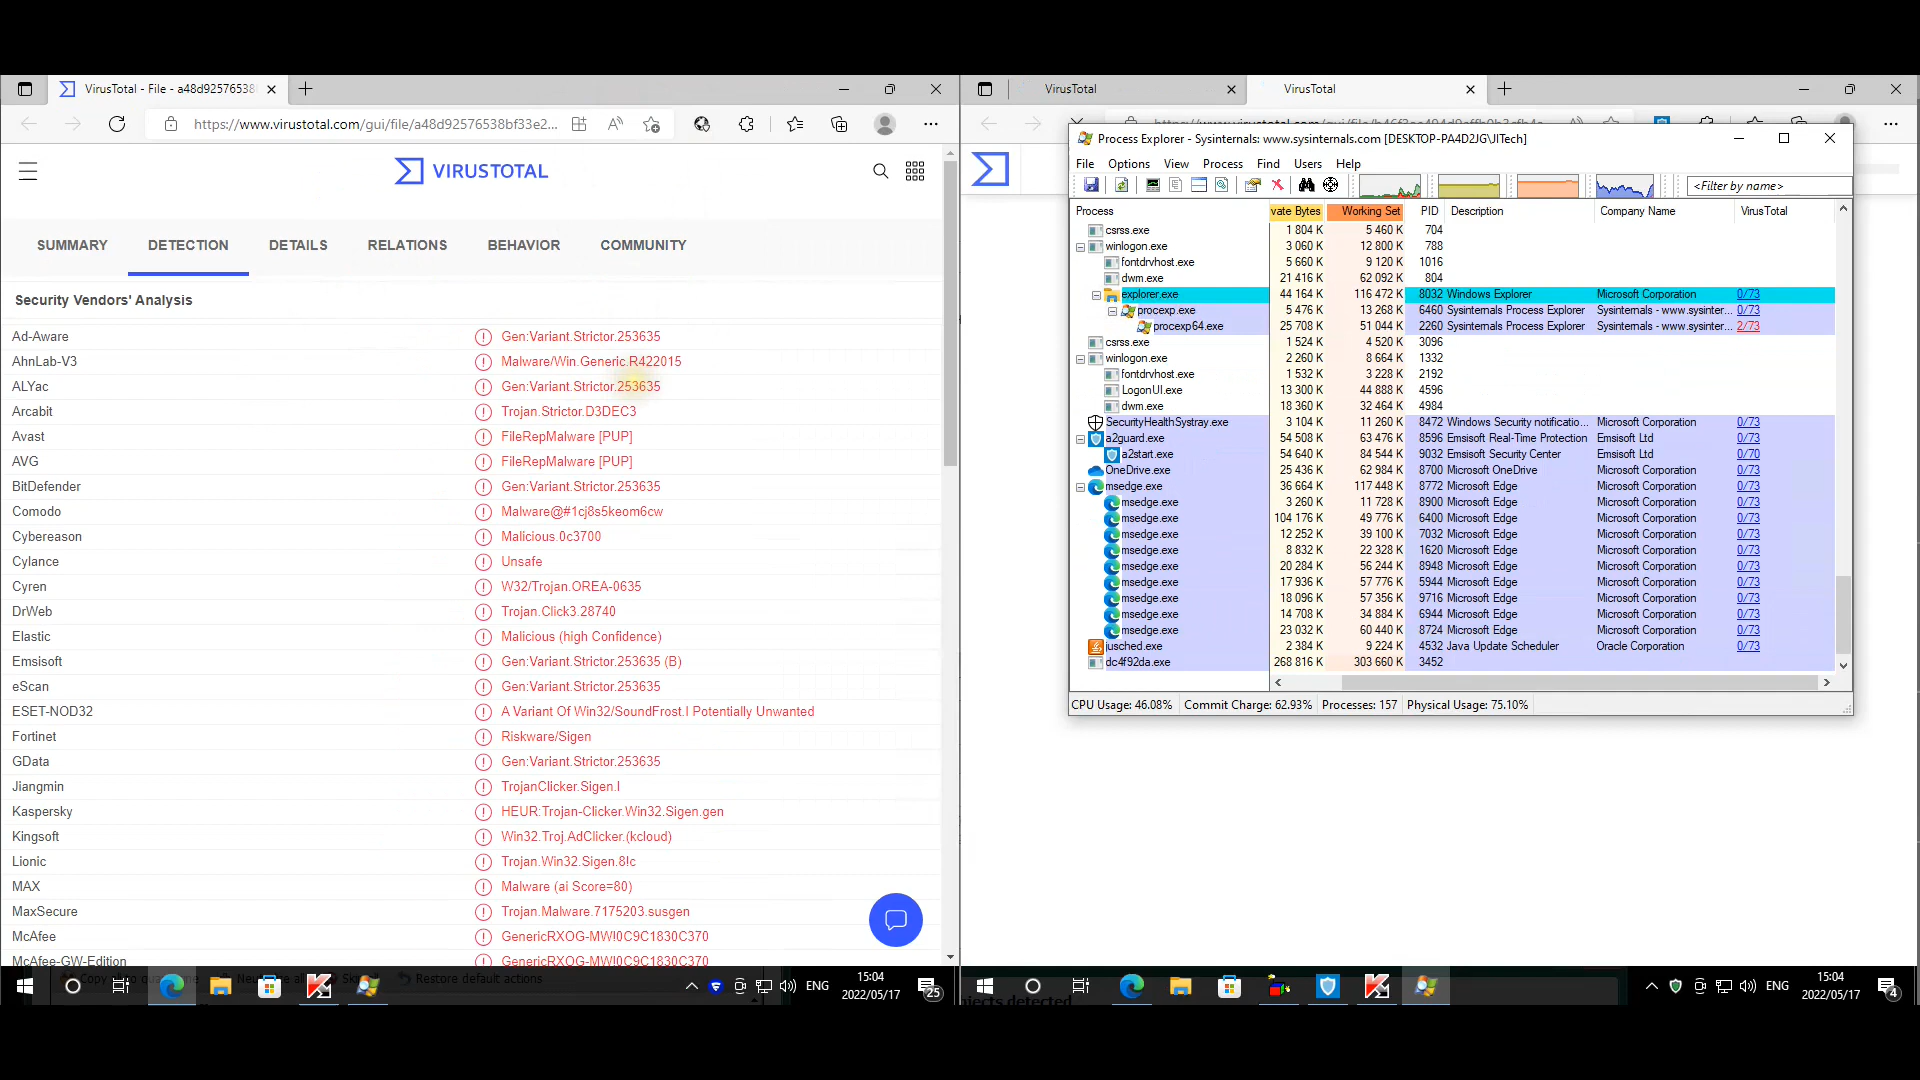 VirusTotal - File - a48d92576538
https://www.virustotal.com/gui/file/a48d92576538bf33e2...
VIRUSTOTAL
SUMMARY DETECTION DETAILS RELATIONS BEHAVIOR COMMUNITY
Security Vendors' Analysis
Ad-Aware Gen:Variant.Strictor.253635
AhnLab-V3 Malware/Win.Generic.R422015
ALYac Gen:Variant.Strictor.253635
Arcabit Trojan.Strictor.D3DEC3
Avast FileRepMalware [PUP]
AVG FileRepMalware [PUP]
BitDefender Gen:Variant.Strictor.253635
Comodo Malware@#1cj8s5keom6cw
Cybereason Malicious.0c3700
Cylance Unsafe
Cyren W32/Trojan.OREA-0635
DrWeb Trojan.Click3.28740
Elastic Malicious (high Confidence)
Emsisoft Gen:Variant.Strictor.253635 (B)
eScan Gen:Variant.Strictor.253635
ESET-NOD32 A Variant Of Win32/SoundFrost.I Potentially Unwanted
Fortinet Riskware/Sigen
GData Gen:Variant.Strictor.253635
Jiangmin TrojanClicker.Sigen.l
Kaspersky HEUR:Trojan-Clicker.Win32.Sigen.gen
Kingsoft Win32.Troj.AdClicker.(kcloud)
Lionic Trojan.Win32.Sigen.8!c
MAX Malware (ai Score=80)
MaxSecure Trojan.Malware.7175203.susgen
McAfee GenericRXOG-MW!0C9C1830C370
McAfee-GW-Edition GenericRXOG-MW!0C9C1830C370
Restore default actions
ENG
15:04
2022/05/17
25
VirusTotal VirusTotal
Process Explorer - Sysinternals: www.sysinternals.com [DESKTOP-PA4D2JG\JITech]
File Options View Process Find Users Help
<Filter by name>
Process vate Bytes Working Set PID Description Company Name VirusTotal
csrss.exe 1 804 K 5 460 K 704
winlogon.exe 3 060 K 12 800 K 788
fontdrvhost.exe 5 660 K 9 120 K 1016
dwm.exe 21 416 K 62 092 K 804
explorer.exe 44 164 K 116 472 K 8032 Windows Explorer Microsoft Corporation 0/73
procexp.exe 5 476 K 13 268 K 6460 Sysinternals Process Explorer Sysinternals - www.sysinter... 0/73
procexp64.exe 25 708 K 51 044 K 2260 Sysinternals Process Explorer Sysinternals - www.sysinter... 2/73
csrss.exe 1 524 K 4 520 K 3096
winlogon.exe 2 260 K 8 664 K 1332
fontdrvhost.exe 1 532 K 3 228 K 2192
LogonUI.exe 13 300 K 44 888 K 4596
dwm.exe 18 360 K 32 464 K 4984
SecurityHealthSystray.exe 3 104 K 11 260 K 8472 Windows Security notificatio... Microsoft Corporation 0/73
a2guard.exe 54 508 K 63 476 K 8596 Emsisoft Real-Time Protection Emsisoft Ltd 0/70
a2start.exe 54 640 K 84 544 K 9032 Emsisoft Security Center Emsisoft Ltd 0/70
OneDrive.exe 25 436 K 62 984 K 8700 Microsoft OneDrive Microsoft Corporation 0/73
msedge.exe 36 664 K 117 448 K 8772 Microsoft Edge Microsoft Corporation 0/73
msedge.exe 3 260 K 11 728 K 8900 Microsoft Edge Microsoft Corporation 0/73
msedge.exe 104 176 K 49 776 K 6400 Microsoft Edge Microsoft Corporation 0/73
msedge.exe 12 252 K 39 100 K 7032 Microsoft Edge Microsoft Corporation 0/73
msedge.exe 8 832 K 22 328 K 1620 Microsoft Edge Microsoft Corporation 0/73
msedge.exe 20 284 K 56 244 K 8948 Microsoft Edge Microsoft Corporation 0/73
msedge.exe 17 936 K 57 776 K 5944 Microsoft Edge Microsoft Corporation 0/73
msedge.exe 18 096 K 57 356 K 9716 Microsoft Edge Microsoft Corporation 0/73
msedge.exe 14 708 K 34 884 K 6944 Microsoft Edge Microsoft Corporation 0/73
msedge.exe 23 032 K 60 440 K 8724 Microsoft Edge Microsoft Corporation 0/73
jusched.exe 2 384 K 9 224 K 4532 Java Update Scheduler Oracle Corporation 0/73
dc4f92da.exe 268 816 K 303 660 K 3452
CPU Usage: 46.08% Commit Charge: 62.93% Processes: 157 Physical Usage: 75.10%
jects detected
ENG
15:04
2022/05/17
4